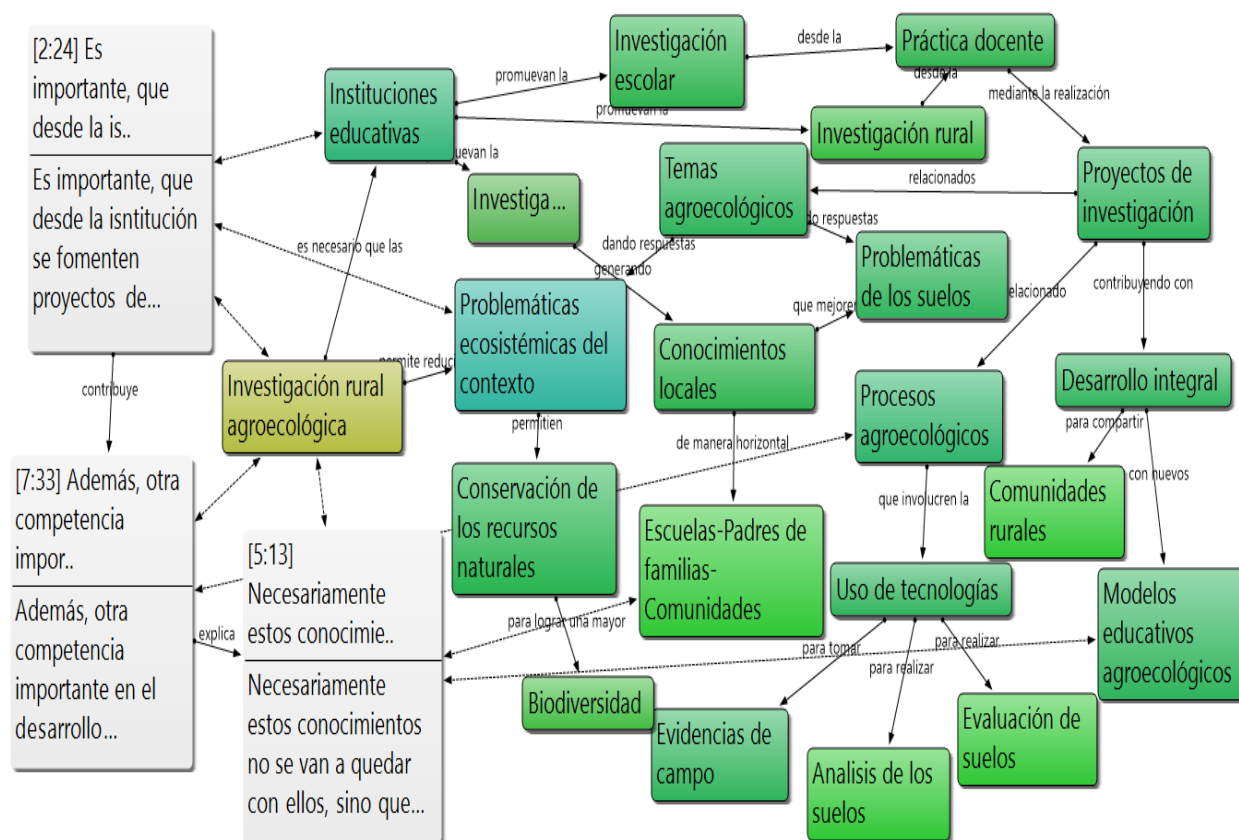 [2:24] Es
importante, que
desde la is..
Es importante, que
desde la isntitución
se fomenten
proyectos de...
contribuye
[7:33] Además, otra
competencia
impor..
Además, otra
competencia
importante en el
desarrollo...
explica
[5:13]
Necesariamente
estos conocimie..
Necesariamente
estos conocimientos
no se van a quedar
con ellos, sino que...
Investigación rural
agroecológica
es necesario que las
Instituciones
educativas
promuevan la
Investigación
escolar
desde la
Práctica docente
promuevan la
Investigación rural
desde la
Investiga...
generando
Conocimientos
locales
que mejoren
de manera horizontal
Escuelas-Padres de
familias-
Comunidades
mediante la realización
Proyectos de
investigación
relacionados
Temas
agroecológicos
dando respuestas
Problemáticas
de los suelos
Problemáticas
ecosistémicas del
contexto
permitien
Conservación de
los recursos
naturales
para lograr una mayor
Biodiversidad
relacionado
Procesos
agroecológicos
que involucren la
Uso de tecnologías
para tomar
Evidencias de
campo
para realizar
Analisis de los
suelos
para realizar
Evaluación de
suelos
contribuyendo con
Desarrollo integral
para compartir
Comunidades
rurales
con nuevos
Modelos
educativos
agroecológicos